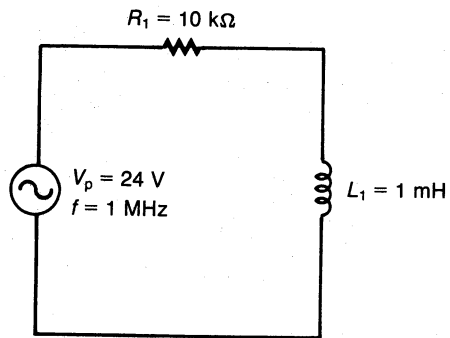 R₁ = 10 kΩ
Vₚ = 24 V
f = 1 MHz
L₁ = 1 mH